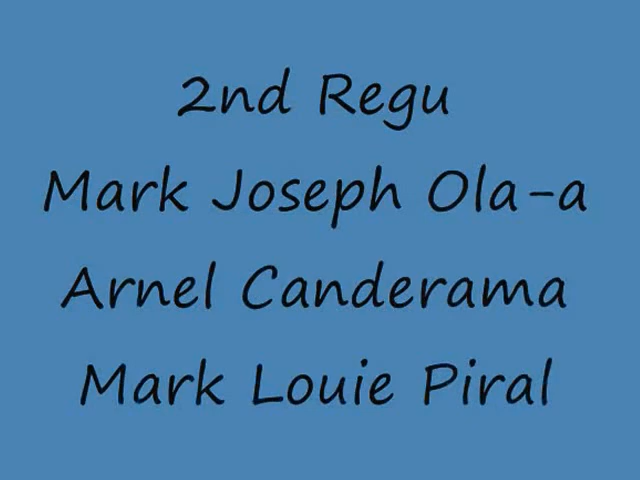 2nd Regu
Mark Joseph Ola-a
Arnel Canderama
Mark Louie Piral